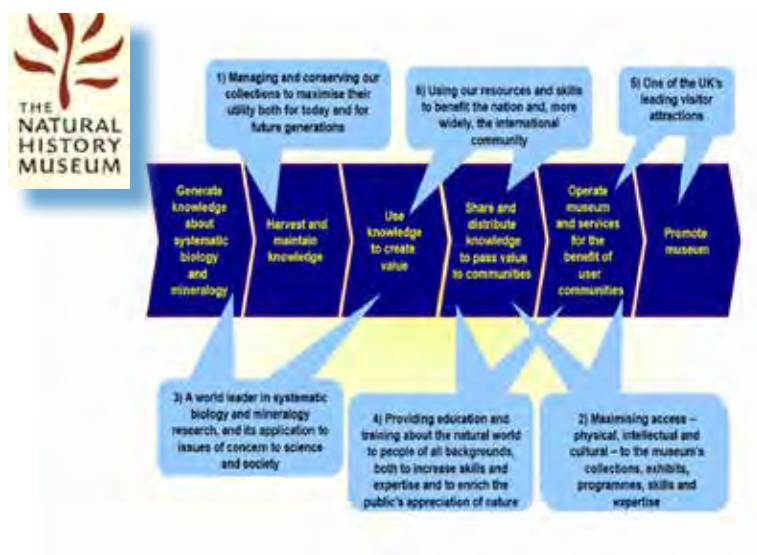 THE
NATURAL
HISTORY
MUSEUM
1) Managing and conserving our
collections to maximise their
utility both for today and for
future generations
6) Using our resources and skills
to benefit the nation and, more
widely, the international
community
5) One of the UK's
leading visitor
attractions
Generate
knowledge
about
systematic
biology
and
mineralogy
Harvest and
maintain
knowledge
Use
knowledge
to create
value
Share and
distribute
knowledge
to pass value
to communities
Operate
museum
and services
for the
benefit of
user
communities
Promote
museum
3) A world leader in systematic
biology and mineralogy
research, and its application to
issues of concern to science
and society
4) Providing education and
training about the natural world
to people of all backgrounds,
both to increase skills and
expertise and to enrich the
public's appreciation of nature
2) Maximising access –
physical, intellectual and
cultural – to the museum's
collections, exhibits,
programmes, skills and
expertise